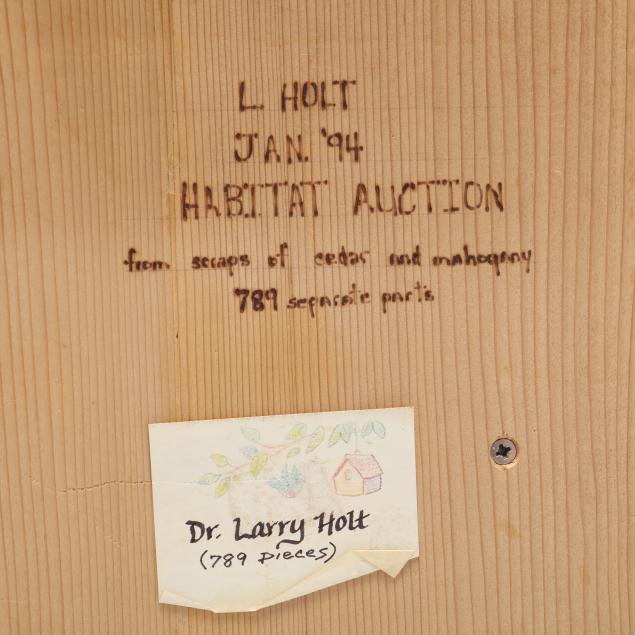 L. HOLT
JAN. '94
HABITAT AUCTION
from scraps of cedar and mahogany
789 separate parts
Dr. Larry Holt
(789 pieces)